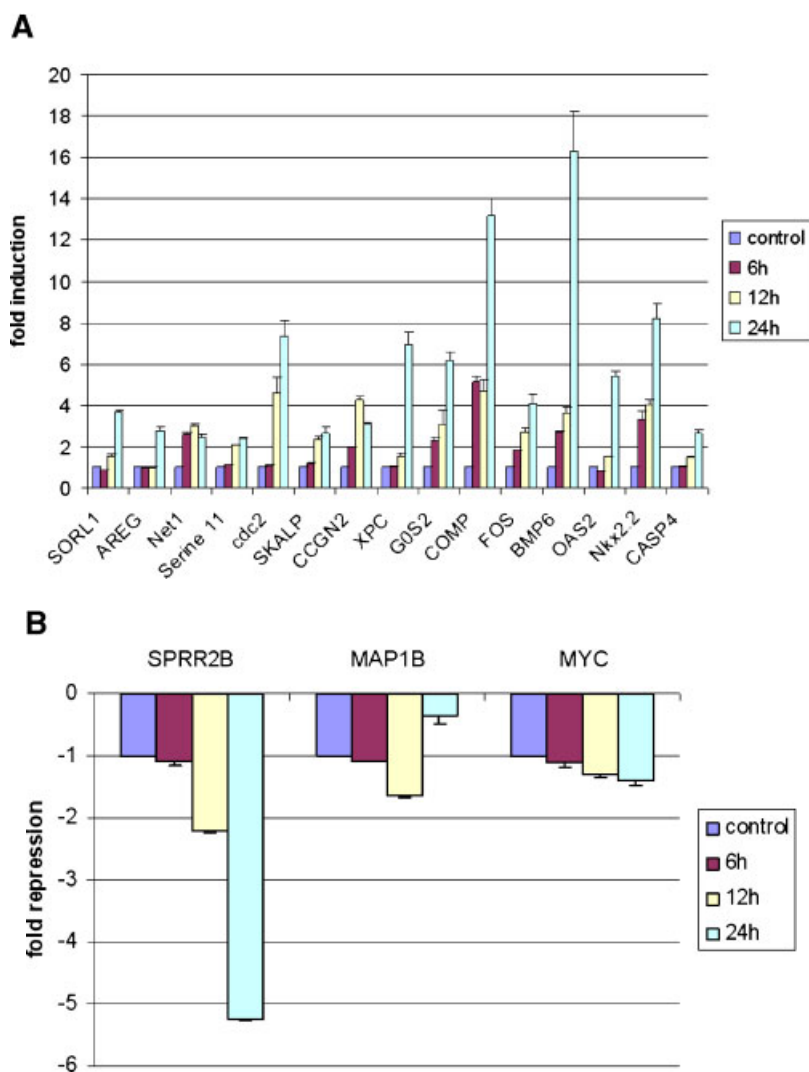 A
20
18
16
14
12
10
8
6
4
2
0
fold induction
control
6h
12h
24h
SORL1
AREG
Net1
Serine 11
cdc2
SKALP
CCGN2
XPC
G0S2
COMP
FOS
BMP6
OAS2
Nkx2.2
CASP4
B
SPRR2B MAP1B MYC
0
-1
-2
-3
-4
-5
-6
fold repression
control
6h
12h
24h